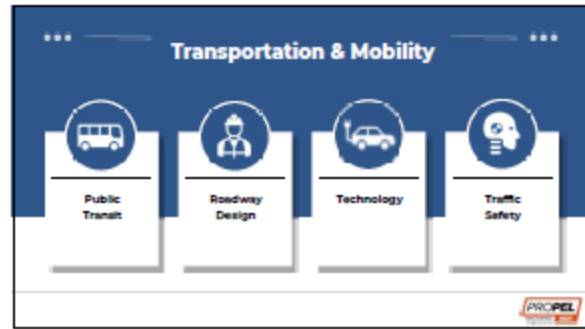 Transportation & Mobility
Public
Transit
Roadway
Design
Technology
Traffic
Safety
PROPEL